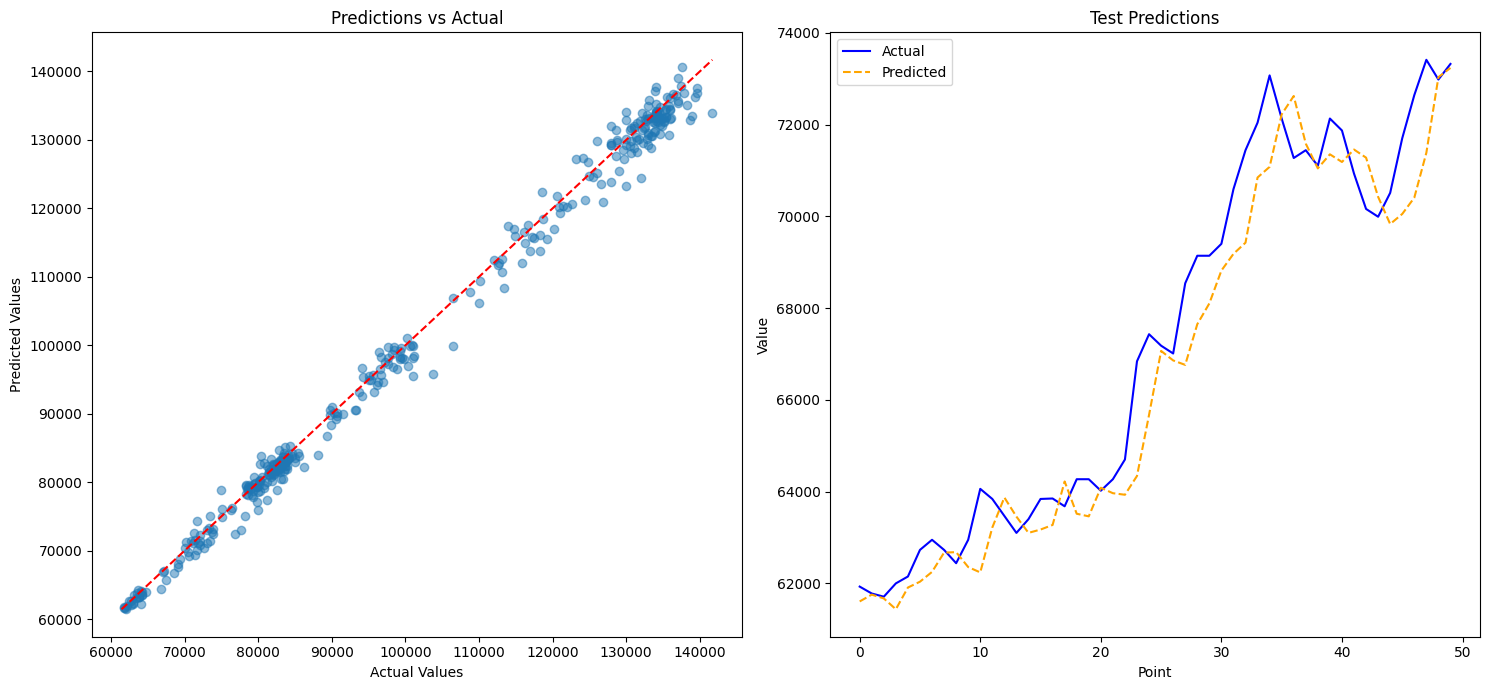 Predictions vs Actual
Predicted Values
140000
130000
120000
110000
100000
90000
80000
70000
60000
60000 70000 80000 90000 100000 110000 120000 130000 140000
Actual Values
Test Predictions
Actual
Predicted
Value
74000
72000
70000
68000
66000
64000
62000
0 10 20 30 40 50
Point